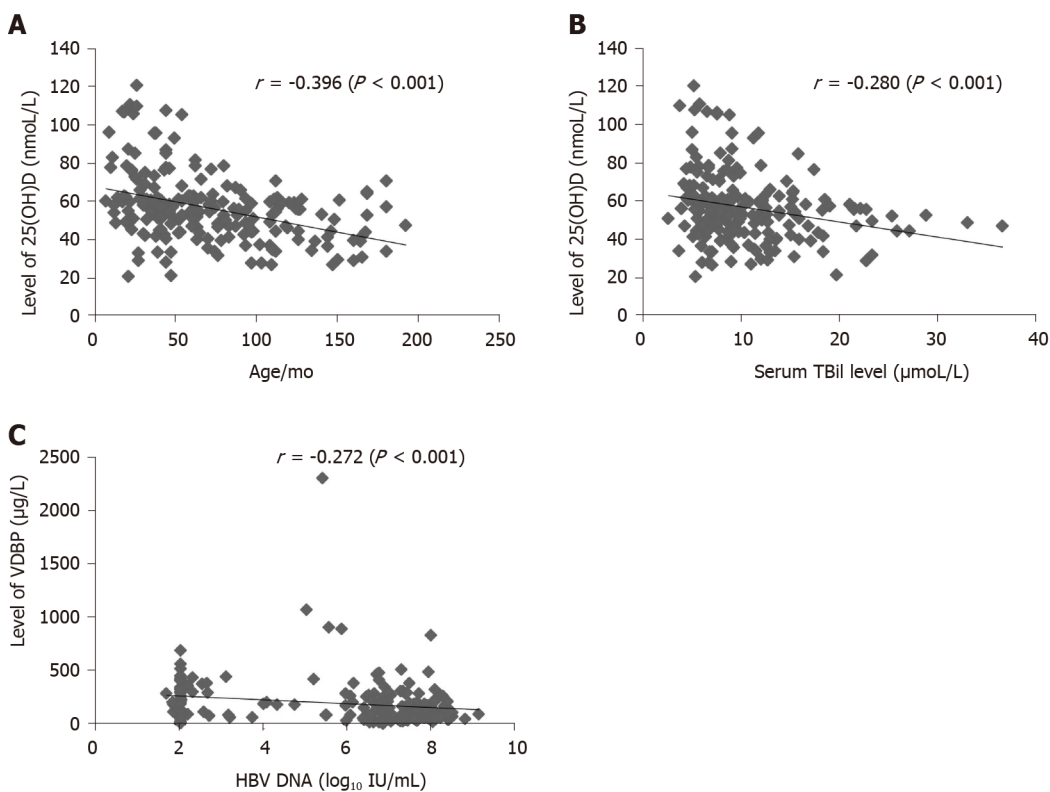 A
140
120
100
80
60
40
20
0
Level of 25(OH)D (nmoL/L)
r = -0.396 (P < 0.001)
0 50 100 150 200 250
Age/mo
B
140
120
100
80
60
40
20
0
Level of 25(OH)D (nmoL/L)
r = -0.280 (P < 0.001)
0 10 20 30 40
Serum TBil level (μmoL/L)
C
2500
2000
1500
1000
500
0
Level of VDBP (μg/L)
r = -0.272 (P < 0.001)
0 2 4 6 8 10
HBV DNA (log₁₀ IU/mL)